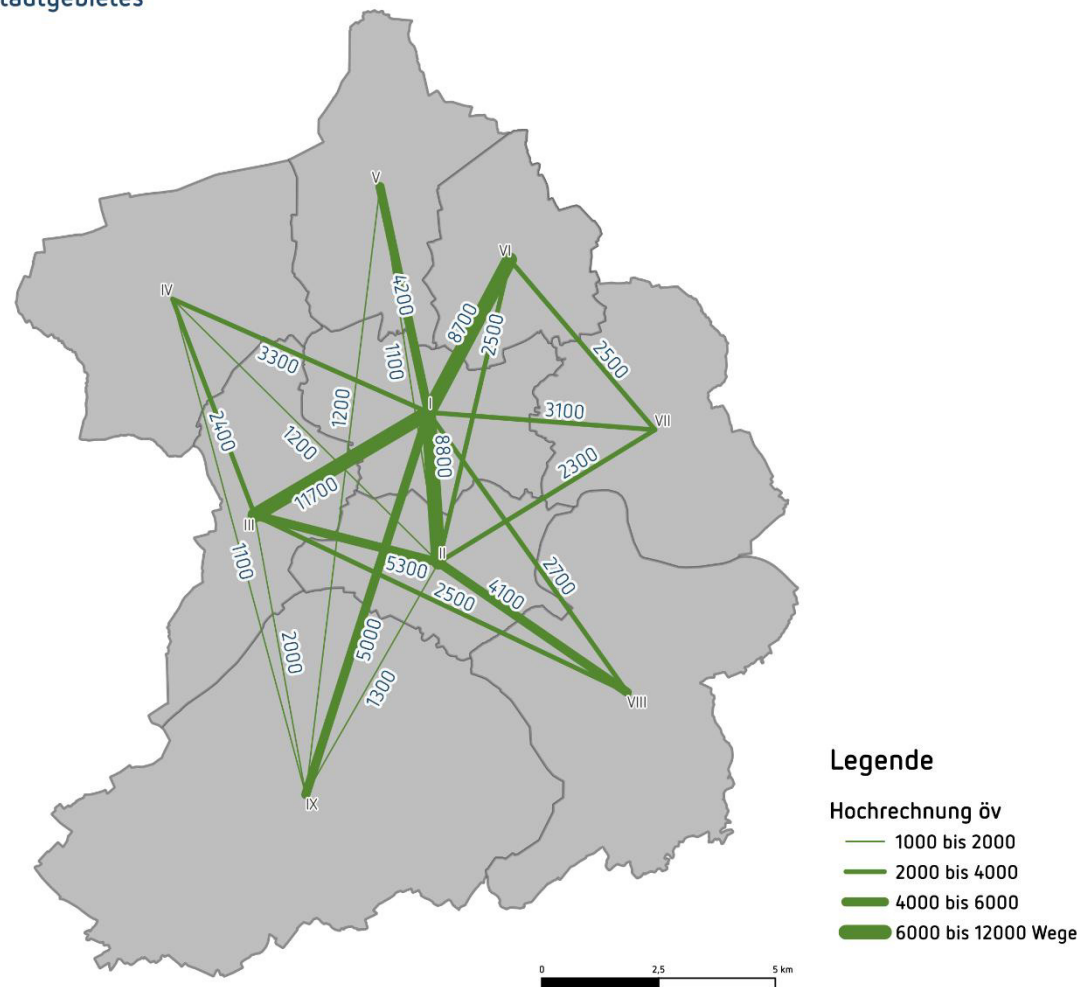 tadtgebietes
V
VI
IV
4200
8700
2500
1100
3300
2500
1200
I
3100
VII
2400
1200
8800
2300
11700
III
II
5300
1100
2500
4100
2700
2000
5000
1300
VIII
IX
Legende
Hochrechnung öv
1000 bis 2000
2000 bis 4000
4000 bis 6000
6000 bis 12000 Wege
0 2,5 5 km